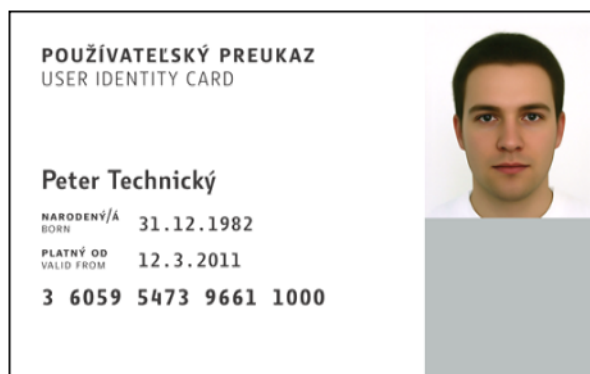 POUŽÍVATEĽSKÝ PREUKAZ
USER IDENTITY CARD
Peter Technický
NARODENÝ/Á
BORN
31.12.1982
PLATNÝ OD
VALID FROM
12.3.2011
3 6059 5473 9661 1000